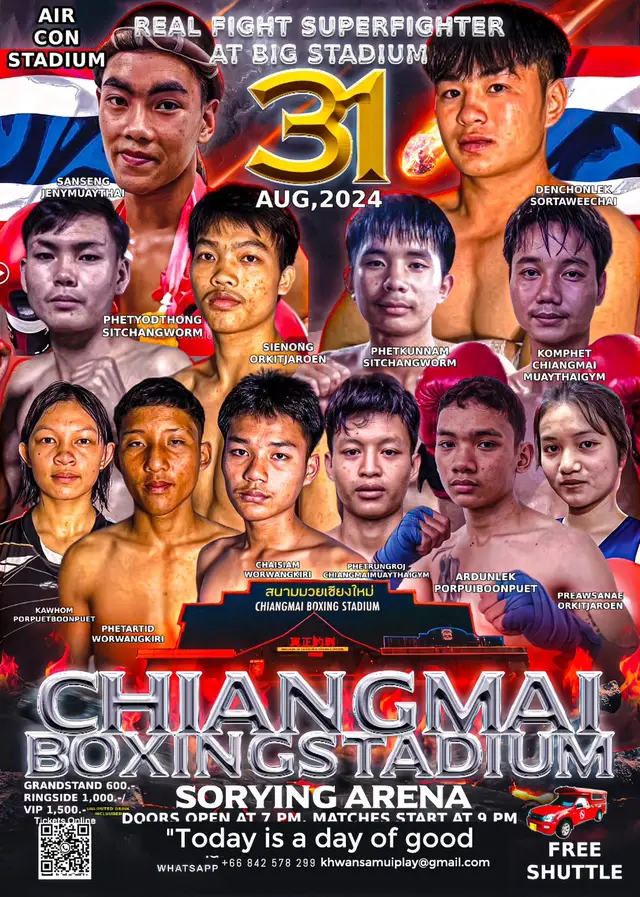 AIR
CON
STADIUM
REAL FIGHT SUPERFIGHTER
AT BIG STADIUM
31
AUG,2024
SANSENG
JENYMUAYTHAI
DENCHONLEK
SORTAWEECHAI
PHETYODTHONG
SITCHANGWORM
SIENONG
ORKITJAROEN
PHETKUNNAM
SITCHANGWORM
KOMPHET
CHIANGMAI
MUAYTHAIGYM
KAWHOM
PORPUETBOONPUET
PHETARTID
WORWANGKIRI
CHAISIAM
WORWANGKIRI
PHETRUNGROJ
CHIANGMAIMUAYTHAIGYM
ARDUNLEK
PORPUIBOONPUET
PREAWSANAE
ORKITJAROEN
สนามมวยเชียงใหม่
CHIANGMAI BOXING STADIUM
CHIANGMAI
BOXINGSTADIUM
GRANDSTAND 600.-
RINGSIDE 1,000.-/
VIP 1,500.-
UNLIMITED DRINK
INCLUDED
SORYING ARENA
DOORS OPEN AT 7 PM. MATCHES START AT 9 PM
Tickets Online
"Today is a day of good
WHATSAPP +66 842 578 299 khwansamuiplay@gmail.com
FREE
SHUTTLE